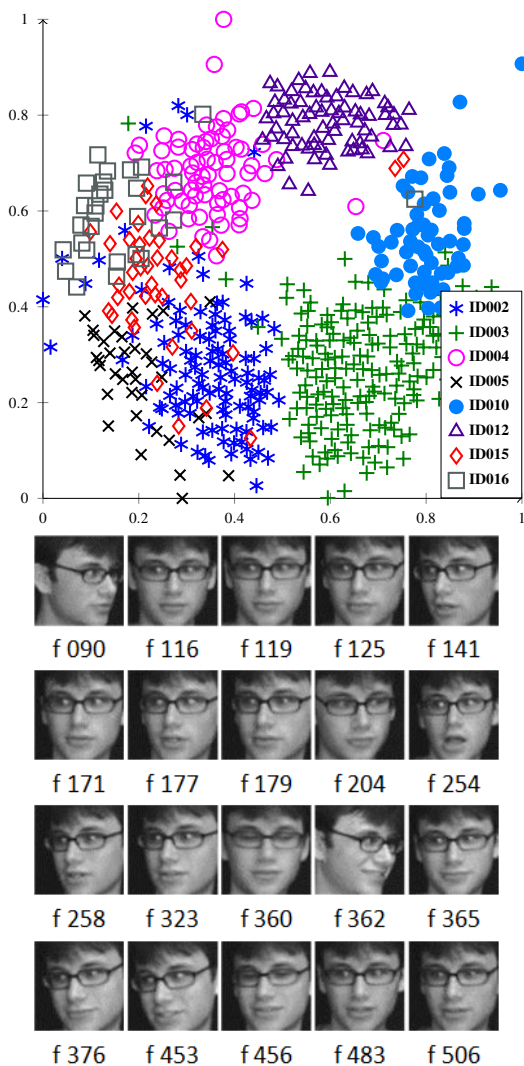 1
0.8
0.6
0.4
0.2
0
0
0.2
0.4
0.6
0.8
1
ID002
ID003
ID004
ID005
ID010
ID012
ID015
ID016
f 090 f 116 f 119 f 125 f 141
f 171 f 177 f 179 f 204 f 254
f 258 f 323 f 360 f 362 f 365
f 376 f 453 f 456 f 483 f 506